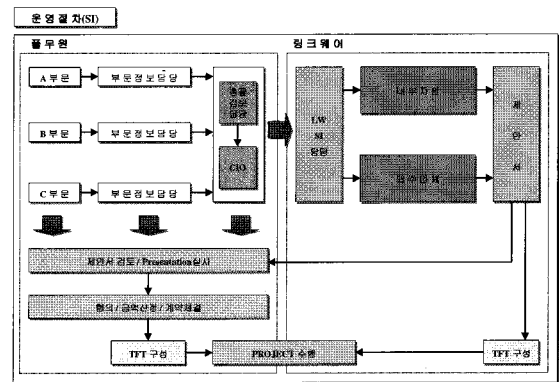 운영절차(SI)
풀무원
링크웨어
A 부문
부문정보담당
B 부문
부문정보담당
C 부문
부문정보담당
CIO
LW
SI
담당
제안서 검토 / Presentation실시
협의 / 금액산정 / 계약체결
TFT 구성
PROJECT 수행
TFT 구성